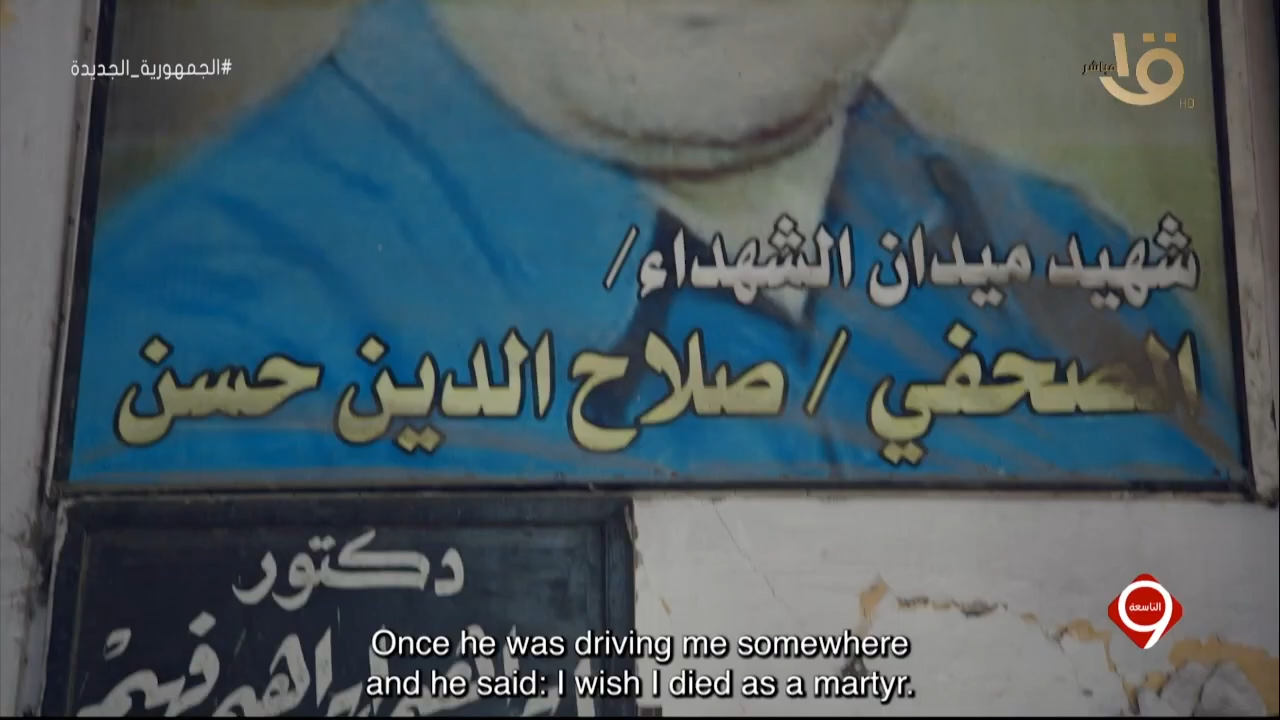 #الجمهورية_الجديدة
مباشر
HD
شهيد ميدان الشهداء /
الصحفي / صلاح الدين حسن
التاسعة
9
دكتور
فهيم
Once he was driving me somewhere
and he said: I wish I died as a martyr.